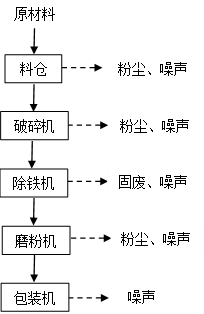 原材料
料仓 粉尘、噪声
破碎机 粉尘、噪声
除铁机 固废、噪声
磨粉机 粉尘、噪声
包装机 噪声